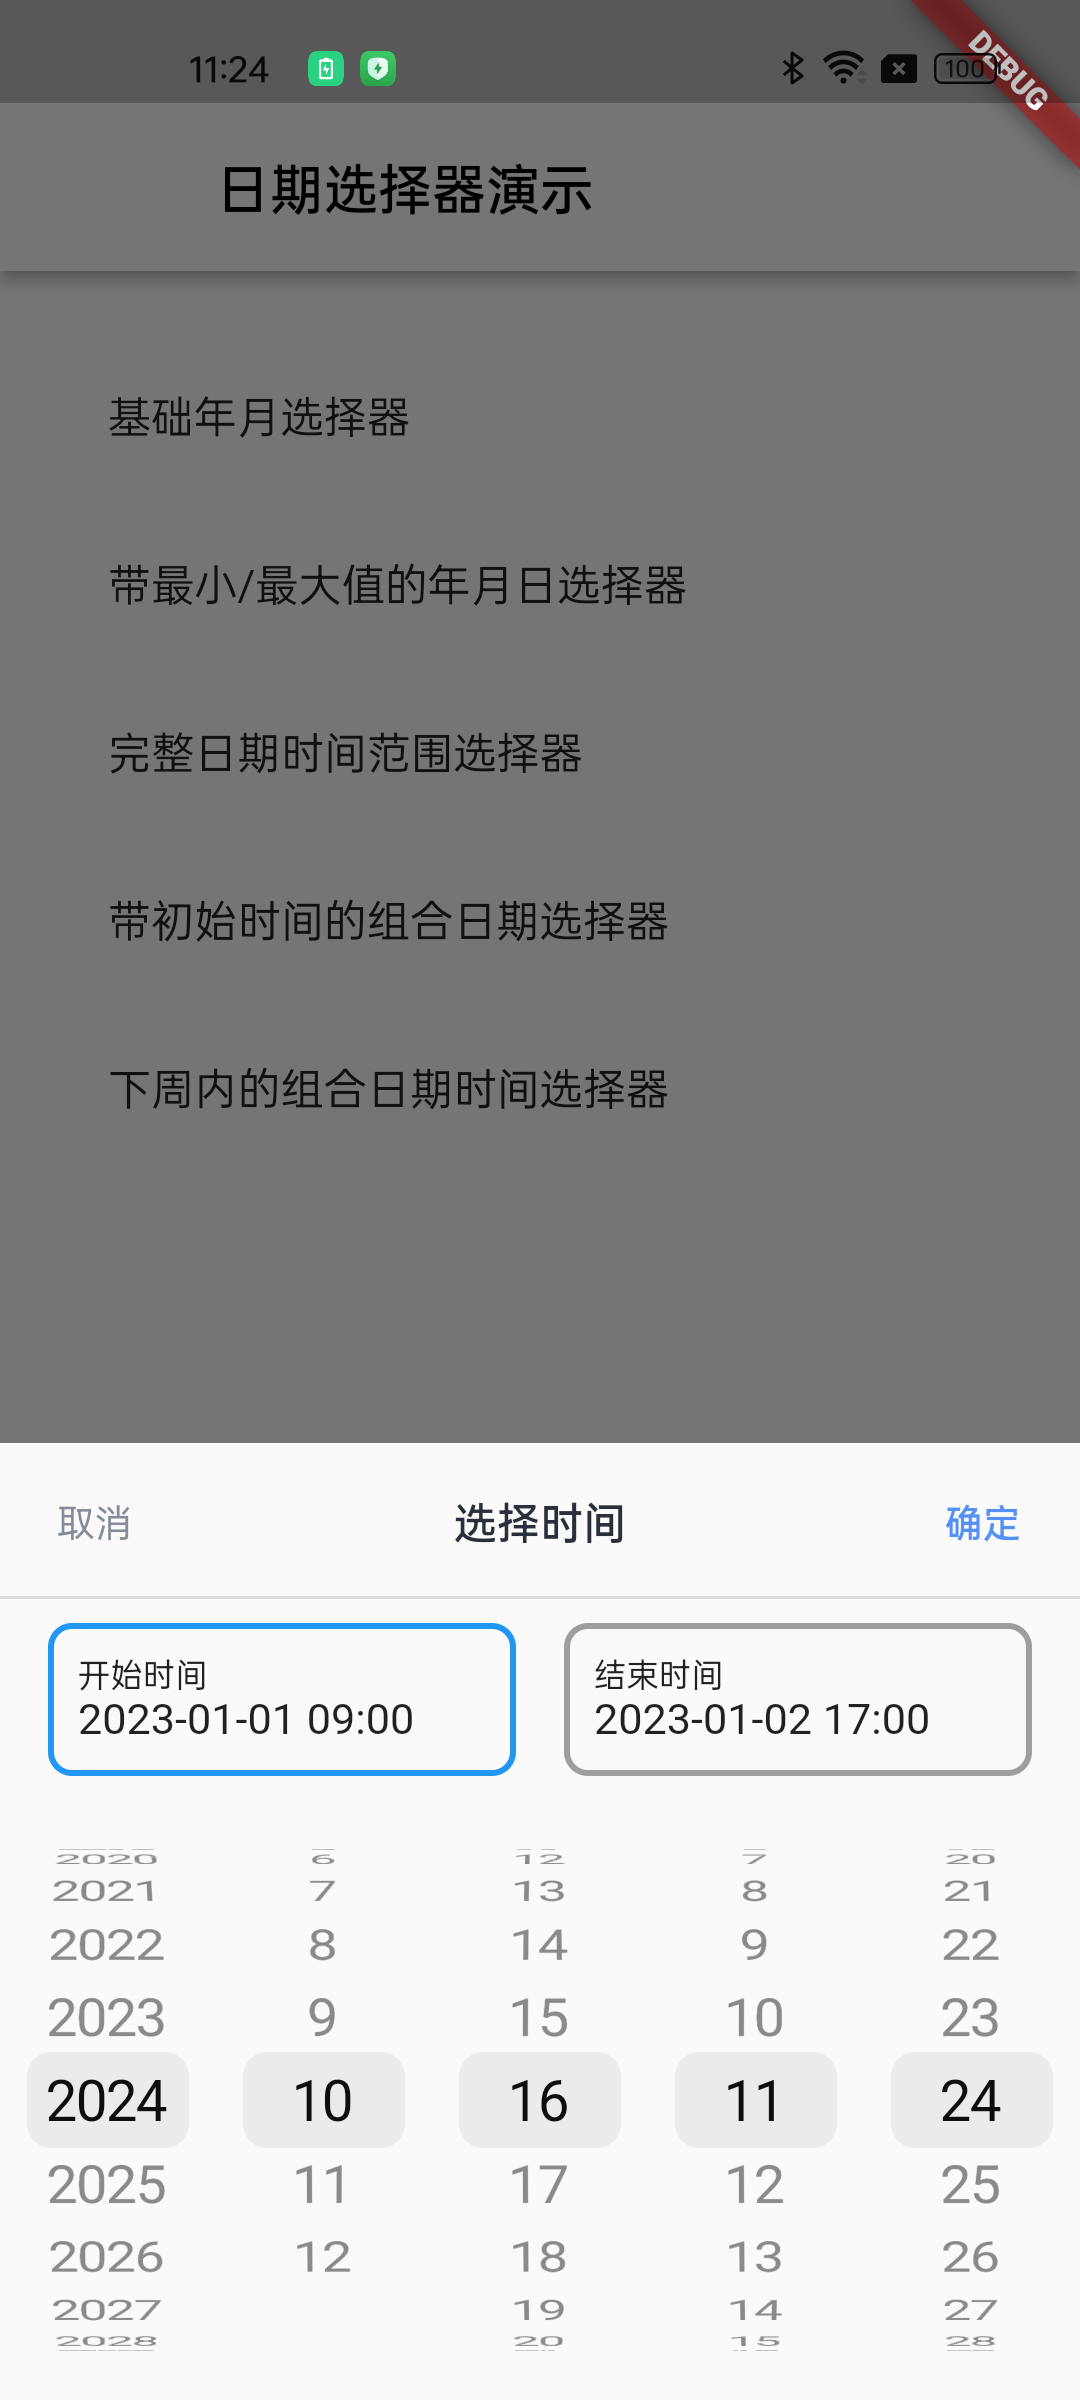 11:24
100
DEBUG
日期选择器演示
基础年月选择器
带最小/最大值的年月日选择器
完整日期时间范围选择器
带初始时间的组合日期选择器
下周内的组合日期时间选择器
取消 选择时间 确定
开始时间 结束时间
2023-01-01 09:00 2023-01-02 17:00
2020 6 12 7 20
2021 7 13 8 21
2022 8 14 9 22
2023 9 15 10 23
2024 10 16 11 24
2025 11 17 12 25
2026 12 18 13 26
2027 19 14 27
2028 20 15 28